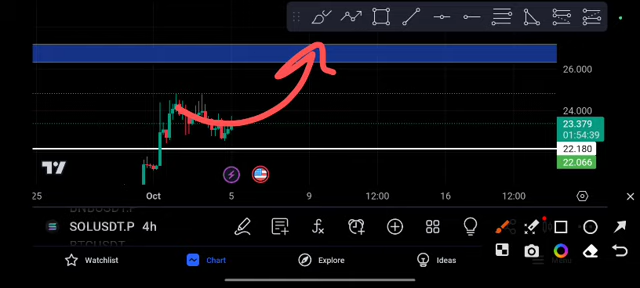 26.000
24.000
23.379
01:54:39
22.180
22.066
25
Oct
5
9
12:00
16
12:00
SOLUSDT.P 4h
Watchlist
Chart
Explore
Ideas